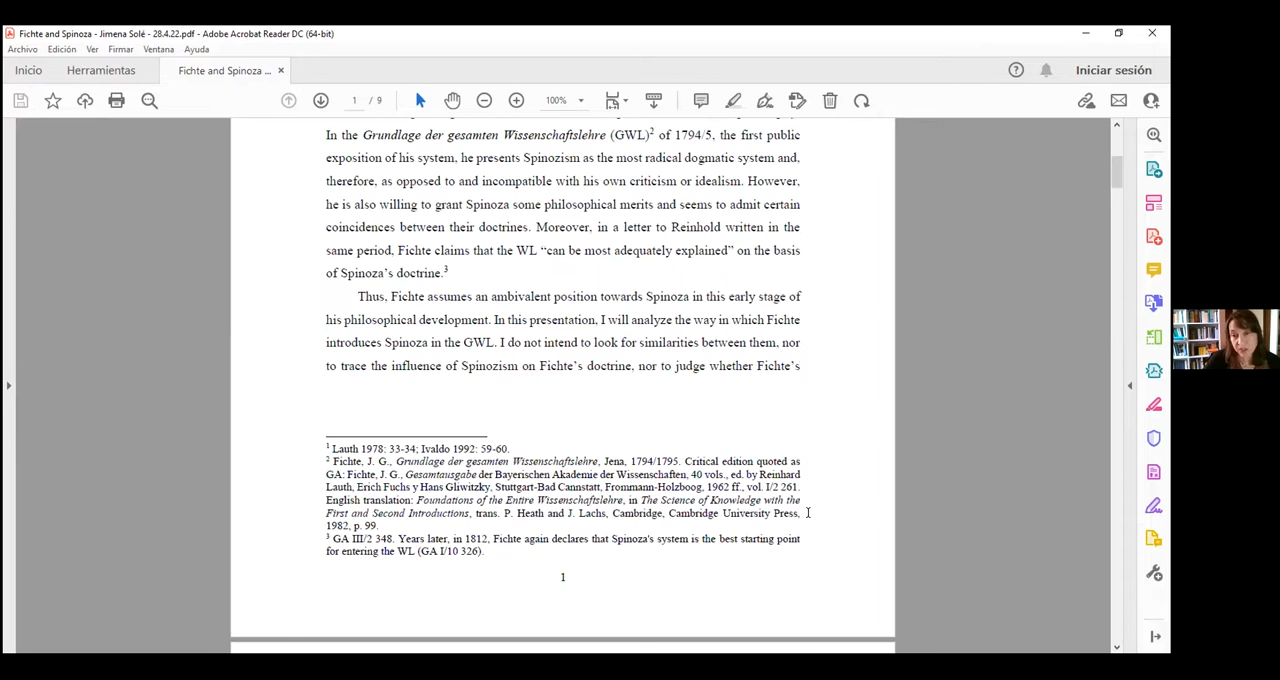 Fichte and Spinoza - Jimena Solé - 28.4.22.pdf - Adobe Acrobat Reader DC (64-bit)
Archivo Edición Ver Firmar Ventana Ayuda
Inicio Herramientas Fichte and Spinoza ... × Iniciar sesión
1 / 9 100%
In the Grundlage der gesamten Wissenschaftslehre (GWL)² of 1794/5, the first public
exposition of his system, he presents Spinozism as the most radical dogmatic system and,
therefore, as opposed to and incompatible with his own criticism or idealism. However,
he is also willing to grant Spinoza some philosophical merits and seems to admit certain
coincidences between their doctrines. Moreover, in a letter to Reinhold written in the
same period, Fichte claims that the WL “can be most adequately explained” on the basis
of Spinoza’s doctrine.³
Thus, Fichte assumes an ambivalent position towards Spinoza in this early stage of
his philosophical development. In this presentation, I will analyze the way in which Fichte
introduces Spinoza in the GWL. I do not intend to look for similarities between them, nor
to trace the influence of Spinozism on Fichte’s doctrine, nor to judge whether Fichte’s
¹ Lauth 1978: 33-34; Ivaldo 1992: 59-60.
² Fichte, J. G., Grundlage der gesamten Wissenschaftslehre, Jena, 1794/1795. Critical edition quoted as
GA: Fichte, J. G., Gesamtausgabe der Bayerischen Akademie der Wissenschaften, 40 vols., ed. by Reinhard
Lauth, Erich Fuchs y Hans Gliwitzky, Stuttgart-Bad Cannstatt, Frommann-Holzboog, 1962 ff., vol. I/2 261.
English translation: Foundations of the Entire Wissenschaftslehre, in The Science of Knowledge with the
First and Second Introductions, trans. P. Heath and J. Lachs, Cambridge, Cambridge University Press,
1982, p. 99.
³ GA III/2 348. Years later, in 1812, Fichte again declares that Spinoza's system is the best starting point
for entering the WL (GA I/10 326).
1